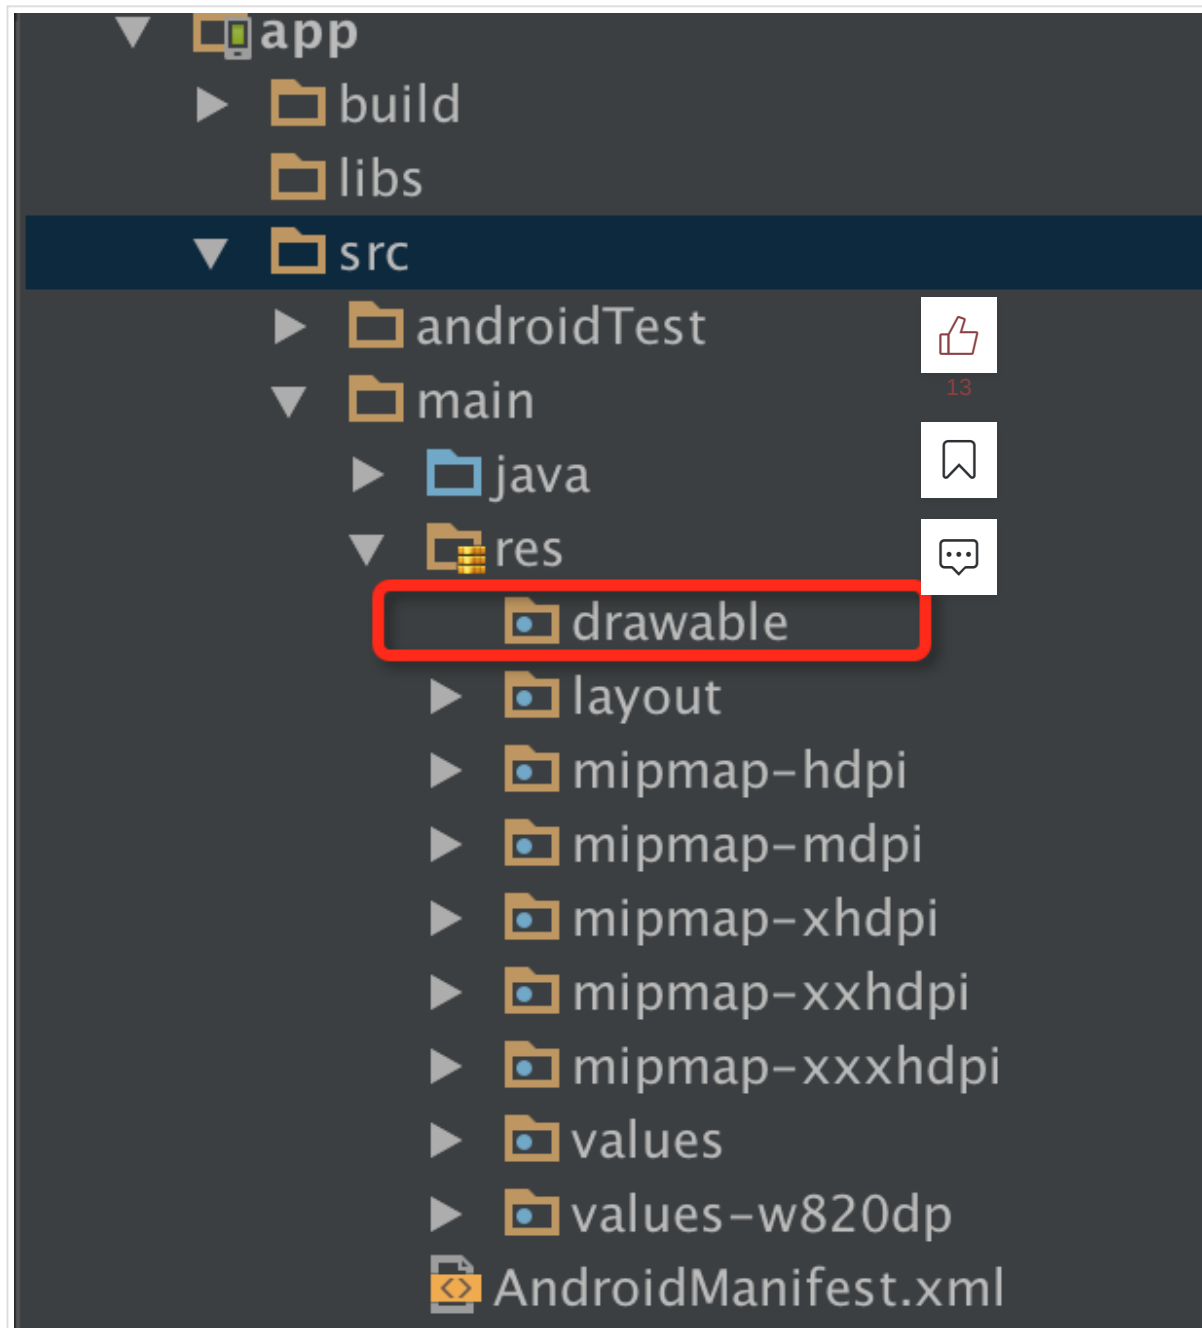 app
build
libs
src
androidTest
main
13
java
res
drawable
layout
mipmap-hdpi
mipmap-mdpi
mipmap-xhdpi
mipmap-xxhdpi
mipmap-xxxhdpi
values
values-w820dp
AndroidManifest.xml